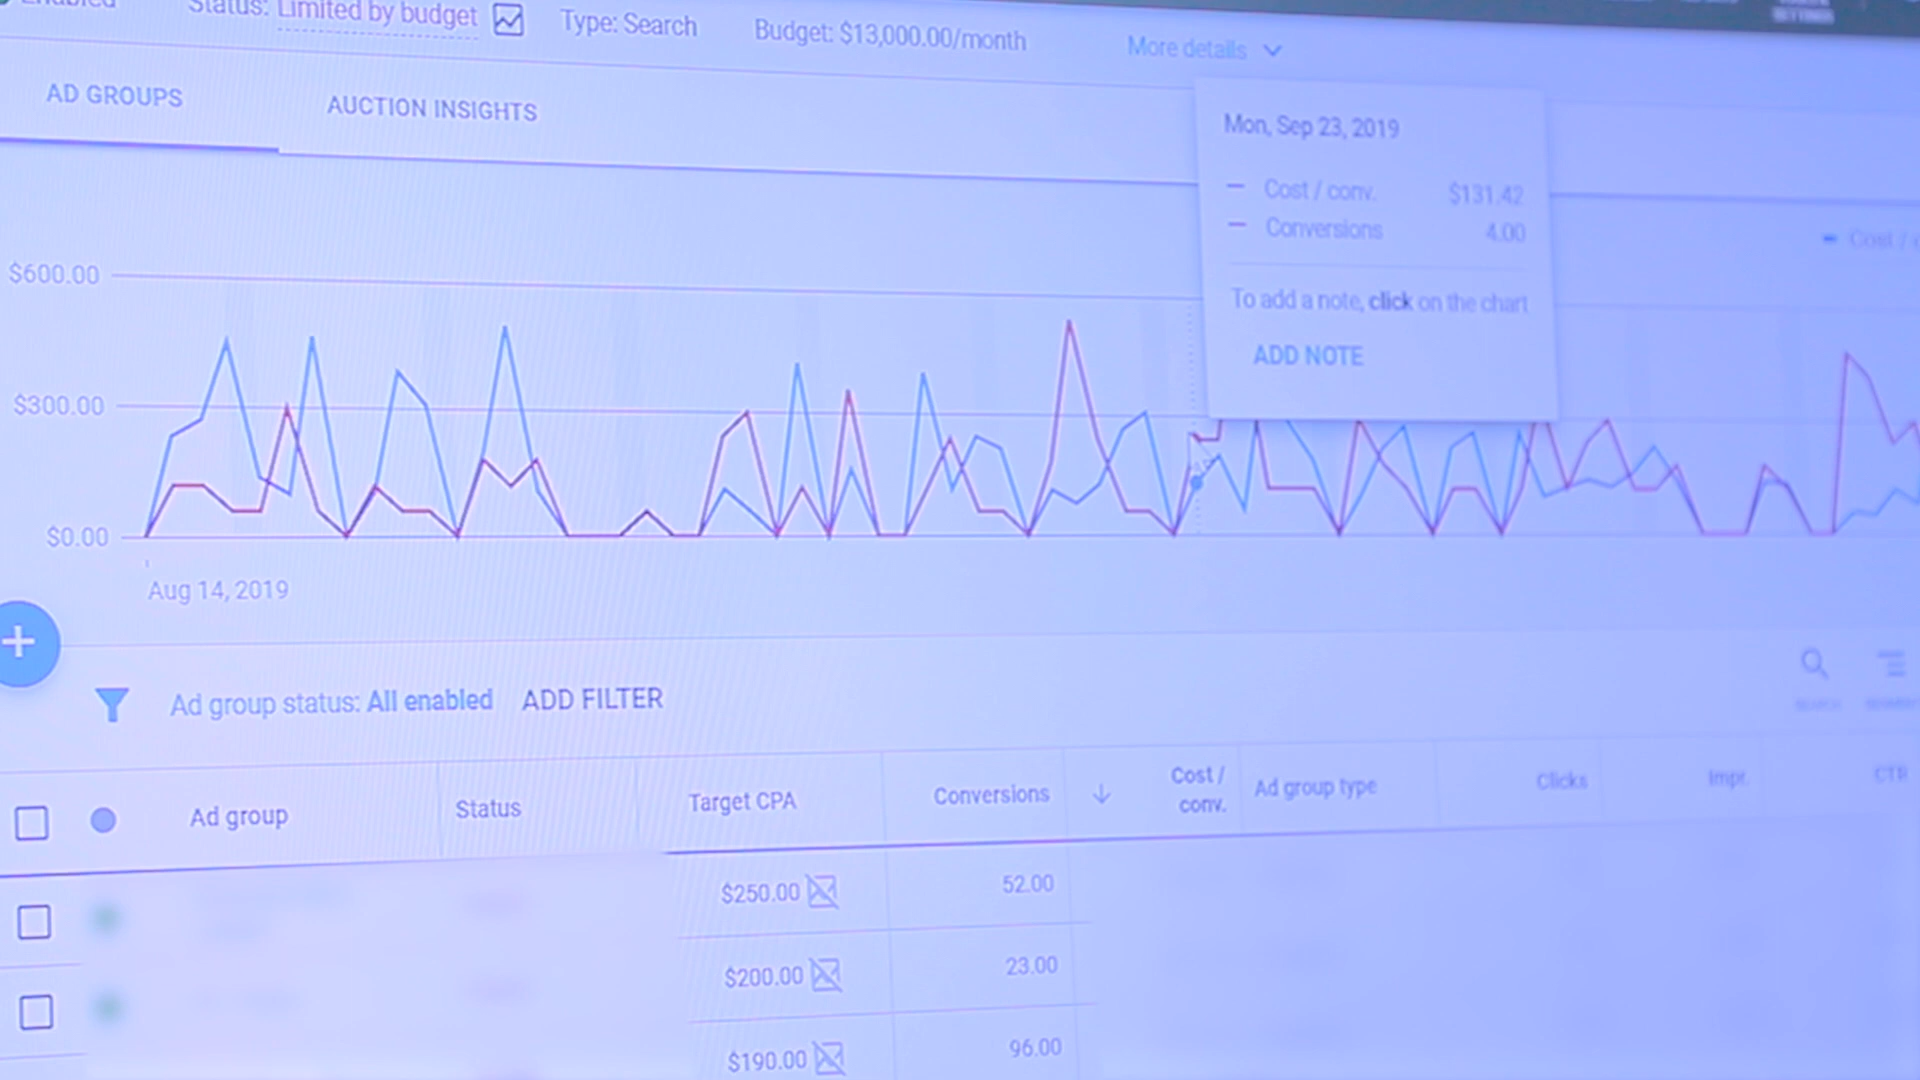 Enabled Status: Limited by budget Type: Search Budget: $13,000.00/month More details
AD GROUPS AUCTION INSIGHTS
Mon, Sep 23, 2019
Cost / conv. $131.42
Conversions 4.00
To add a note, click on the chart
ADD NOTE
Cost /
$600.00
$300.00
$0.00
Aug 14, 2019
+
Ad group status: All enabled ADD FILTER
SEARCH
Ad group Status Target CPA Conversions Cost / conv. Ad group type Clicks Impr. CTR
$250.00 52.00
$200.00 23.00
$190.00 96.00